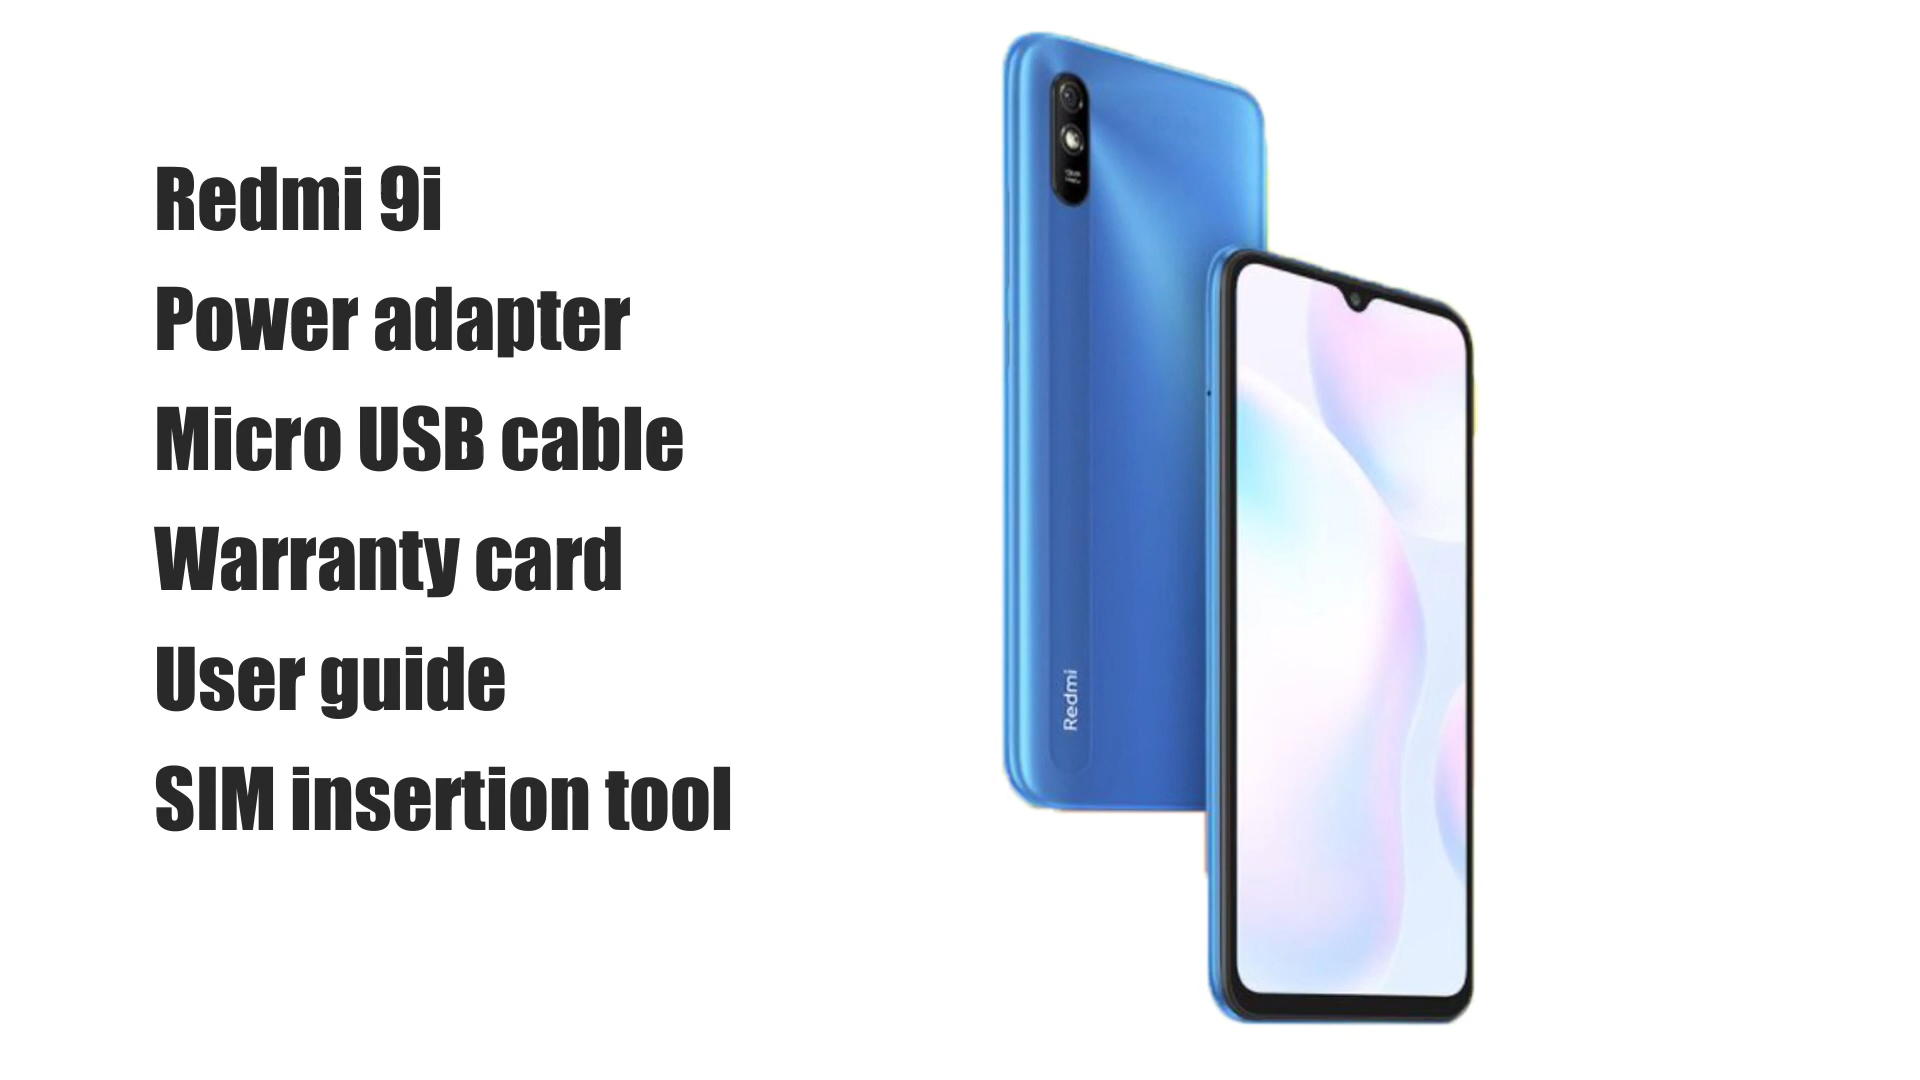 Redmi 9i
Power adapter
Micro USB cable
Warranty card
User guide
SIM insertion tool
Redmi